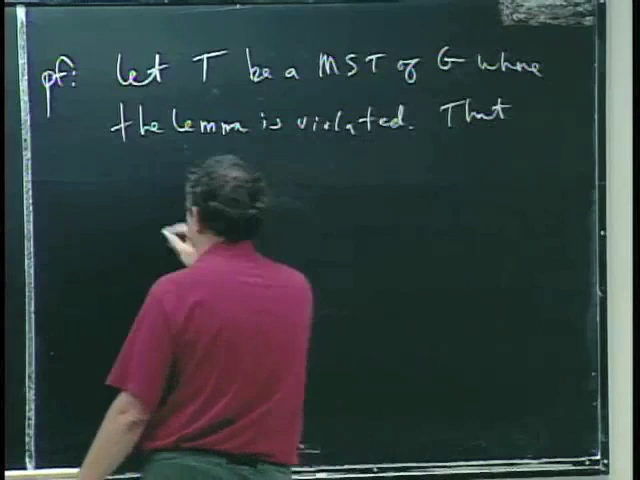 pf: Let T be a MST of G where
the lemma is violated. That